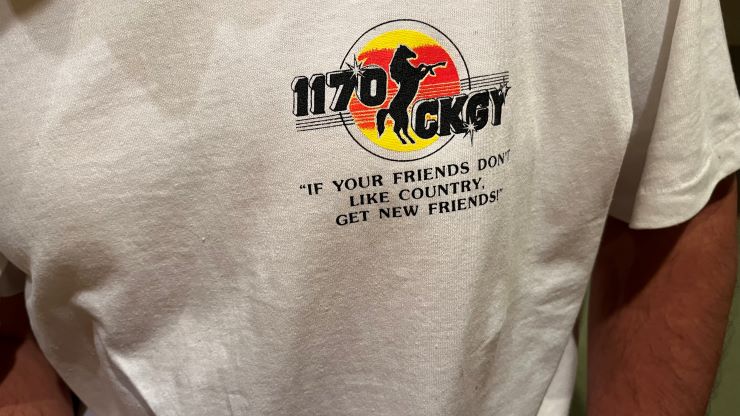 1170 CKGY
"IF YOUR FRIENDS DON'T
LIKE COUNTRY,
GET NEW FRIENDS!"